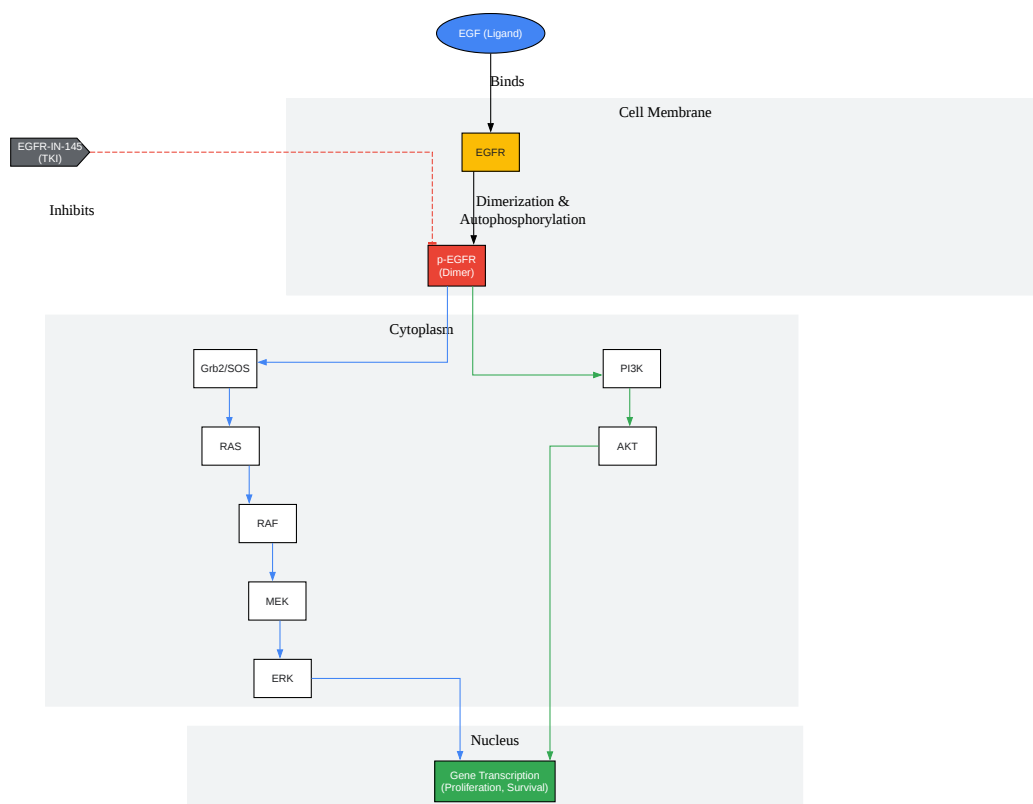 EGF (Ligand)
Binds
Cell Membrane
EGFR-IN-145
(TKI)
EGFR
Inhibits
Dimerization &
Autophosphorylation
p-EGFR
(Dimer)
Cytoplasm
Grb2/SOS
PI3K
RAS
AKT
RAF
MEK
ERK
Nucleus
Gene Transcription
(Proliferation, Survival)